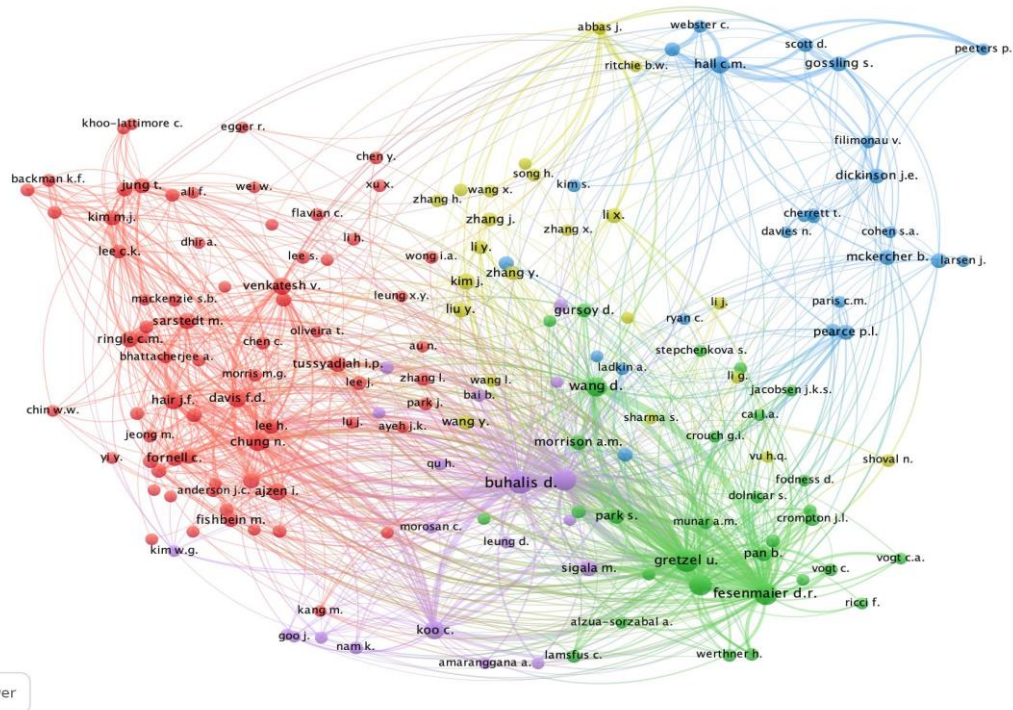 abbas j.
webster c.
scott d.
peeters p.
ritchie b.w.
hall c.m.
gossling s.
khoo-lattimore c.
egger r.
filimonau v.
chen y.
song h.
dickinson j.e.
backman k.f.
jung t.
ali f.
wei w.
xu x.
wang x.
kim s.
zhang h.
kim m.j.
flavian c.
zhang j.
li x.
cherrett t.
zhang x.
davies n.
cohen s.a.
dhir a.
li h.
li y.
lee c.k.
lee s.
wong i.a.
mckercher b.
larsen j.
zhang y.
venkatesh v.
kim j.
mackenzie s.b.
leung x.y.
liu y.
gursoy d.
li j.
paris c.m.
sarstedt m.
ryan c.
oliveira t.
pearce p.l.
ringle c.m.
chen c.
au n.
stepchenkova s.
bhattacherjee a.
tussyadiah i.p.
ladkin a.
morris m.g.
lee j.
zhang l.
wang l.
li g.
wang d.
jacobsen j.k.s.
bai b.
hair j.f.
davis f.d.
park j.
chin w.w.
lu j.
ayeh j.k.
wang y.
sharma s.
cai l.a.
lee h.
jeong m.
chung n.
morrison a.m.
crouch g.i.
yi y.
fornell c.
qu h.
vu h.q.
shoval n.
buhalis d.
fodness d.
anderson j.c.
ajzen i.
dolnicar s.
fishbein m.
morosan c.
park s.
munar a.m.
crompton j.l.
kim w.g.
leung d.
gretzel u.
pan b.
sigala m.
vogt c.
vogt c.a.
fesenmaier d.r.
ricci f.
kang m.
alzua-sorzabal a.
goo j.
koo c.
nam k.
amaranggana a.
lamsfus c.
werthner h.
er